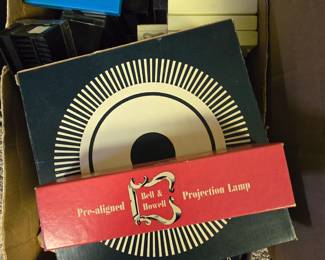 Pre-aligned
Bell &
Howell
Projection Lamp